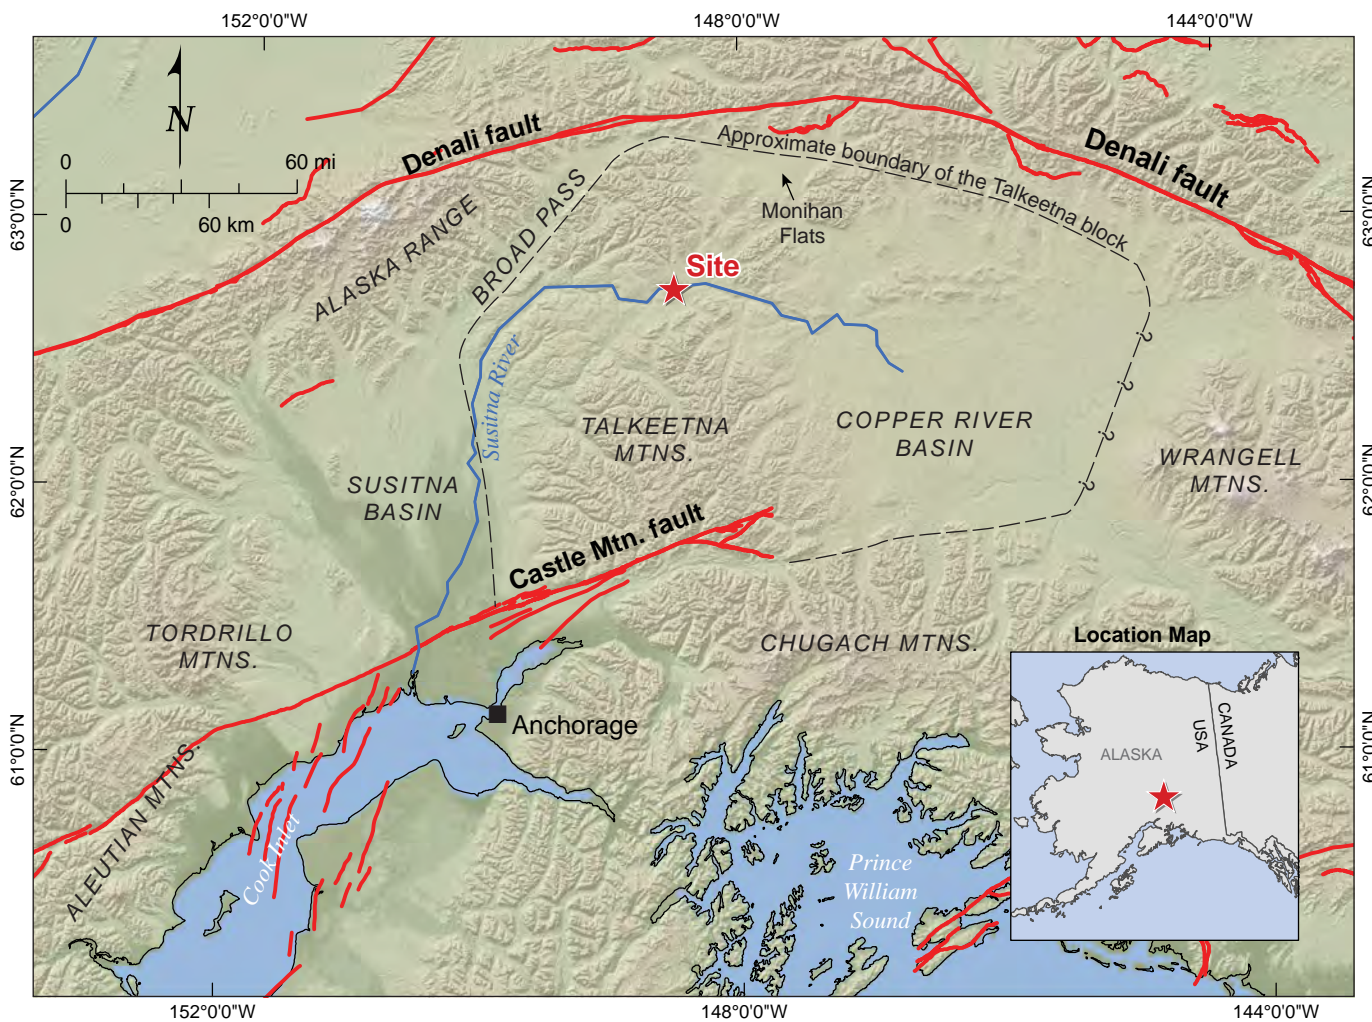 152°0'0"W
148°0'0"W
144°0'0"W
N
0
60 mi
0
60 km
63°0'0"N
63°0'0"N
62°0'0"N
62°0'0"N
61°0'0"N
61°0'0"N
Denali fault
Denali fault
Approximate boundary of the Talkeetna block
Monihan
Flats
ALASKA RANGE
BROAD PASS
Site
Susitna River
TALKEETNA
MTNS.
COPPER RIVER
BASIN
?
?
?
?
WRANGELL
MTNS.
SUSITNA
BASIN
Castle Mtn. fault
TORDRILLO
MTNS.
CHUGACH MTNS.
Anchorage
ALEUTIAN MTNS.
Cook Inlet
Prince
William
Sound
Location Map
ALASKA
USA
CANADA
152°0'0"W
148°0'0"W
144°0'0"W